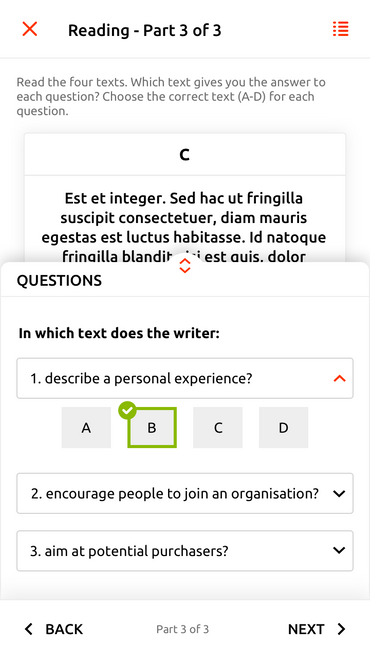 Reading - Part 3 of 3
Read the four texts. Which text gives you the answer to
each question? Choose the correct text (A-D) for each
question.
C
Est et integer. Sed hac ut fringilla
suscipit consectetuer, diam mauris
egestas est luctus habitasse. Id natoque
fringilla blandit est quis, dolor
QUESTIONS
In which text does the writer:
1. describe a personal experience?
A B C D
2. encourage people to join an organisation?
3. aim at potential purchasers?
BACK Part 3 of 3 NEXT